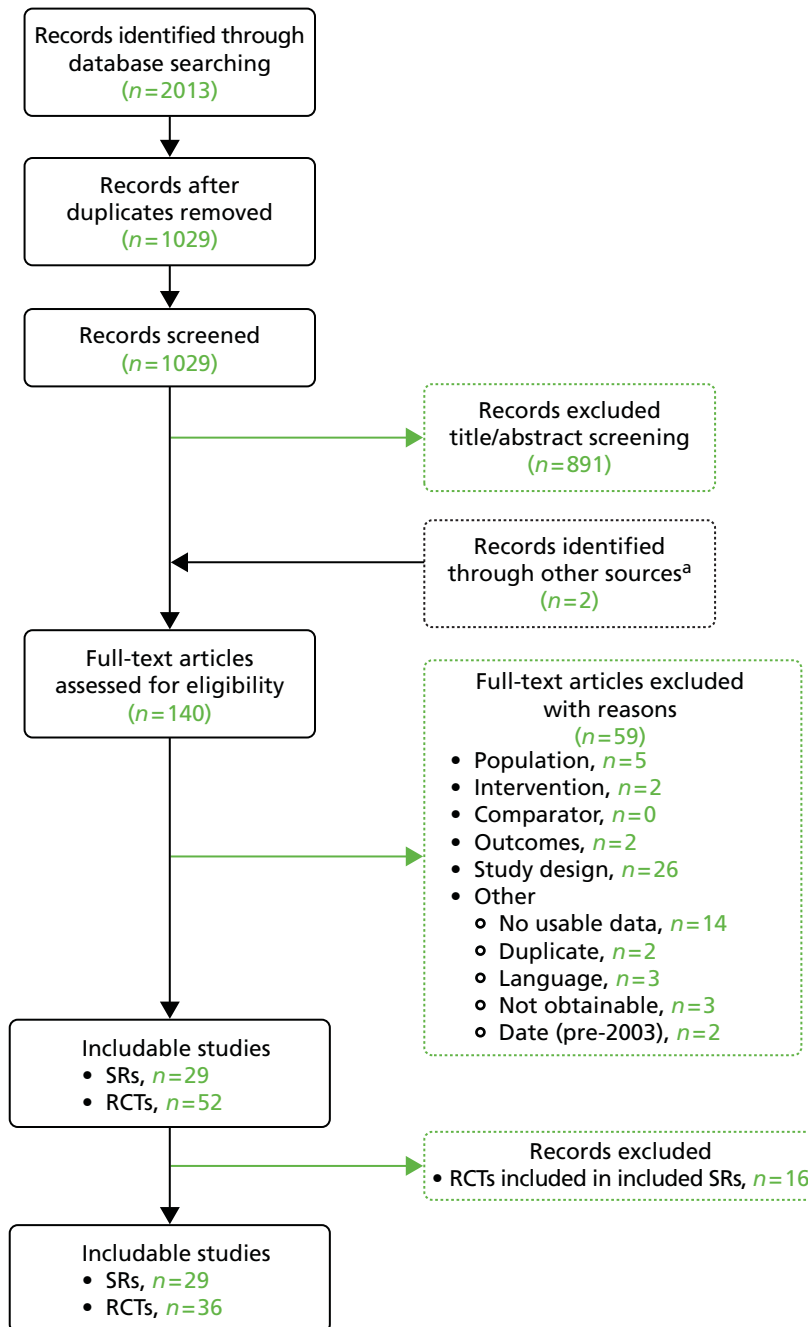 Records identified through
database searching
(n=2013)
Records after
duplicates removed
(n=1029)
Records screened
(n=1029)
Records excluded
title/abstract screening
(n=891)
Records identified
through other sourcesa
(n=2)
Full-text articles
assessed for eligibility
(n=140)
Full-text articles excluded
with reasons
(n=59)
• Population, n=5
• Intervention, n=2
• Comparator, n=0
• Outcomes, n=2
• Study design, n=26
• Other
No usable data, n=14
Duplicate, n=2
Language, n=3
Not obtainable, n=3
Date (pre-2003), n=2
Includable studies
• SRs, n=29
• RCTs, n=52
Records excluded
• RCTs included in included SRs, n=16
Includable studies
• SRs, n=29
• RCTs, n=36